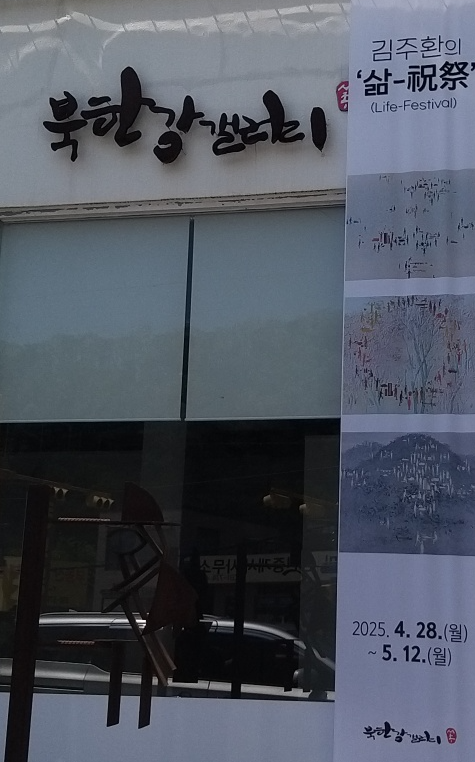 북한강갤러리
김주환의
‘삶-祝祭’
(Life-Festival)
2025. 4. 28.(월)
~ 5. 12.(월)
북한강갤러리